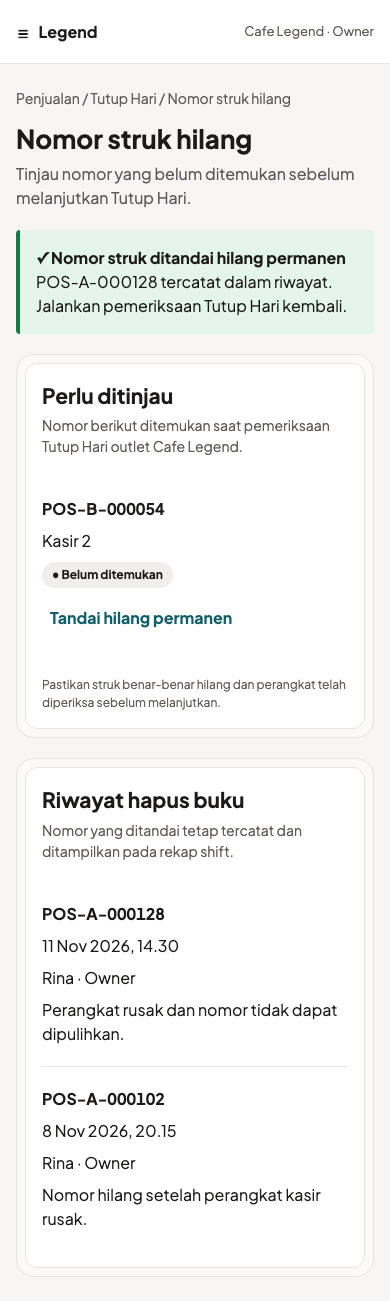 ≡ Legend
Cafe Legend · Owner
Penjualan / Tutup Hari / Nomor struk hilang
Nomor struk hilang
Tinjau nomor yang belum ditemukan sebelum
melanjutkan Tutup Hari.
✓Nomor struk ditandai hilang permanen
POS-A-000128 tercatat dalam riwayat.
Jalankan pemeriksaan Tutup Hari kembali.
Perlu ditinjau
Nomor berikut ditemukan saat pemeriksaan
Tutup Hari outlet Cafe Legend.
POS-B-000054
Kasir 2
• Belum ditemukan
Tandai hilang permanen
Pastikan struk benar-benar hilang dan perangkat telah
diperiksa sebelum melanjutkan.
Riwayat hapus buku
Nomor yang ditandai tetap tercatat dan
ditampilkan pada rekap shift.
POS-A-000128
11 Nov 2026, 14.30
Rina · Owner
Perangkat rusak dan nomor tidak dapat
dipulihkan.
POS-A-000102
8 Nov 2026, 20.15
Rina · Owner
Nomor hilang setelah perangkat kasir
rusak.